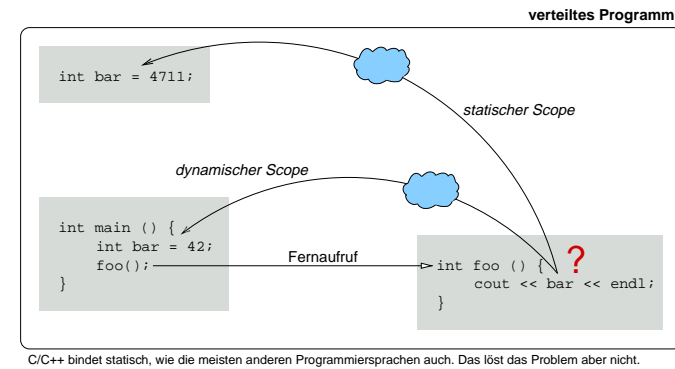 verteiltes Programm
int bar = 4711;
statischer Scope
dynamischer Scope
int main () {
int bar = 42;
foo();
}
Fernaufruf
?
int foo () {
cout << bar << endl;
}
C/C++ bindet statisch, wie die meisten anderen Programmiersprachen auch. Das löst das Problem aber nicht.